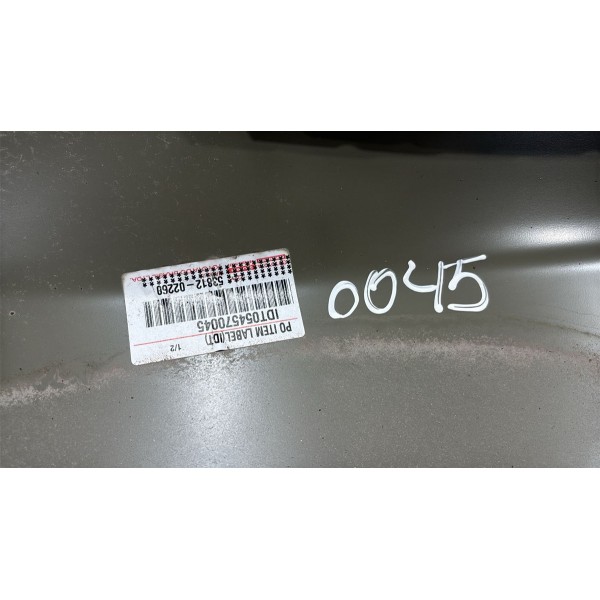 PO ITEM LABEL(IDT) 1/2
IDT054570045
53812-02260
0045